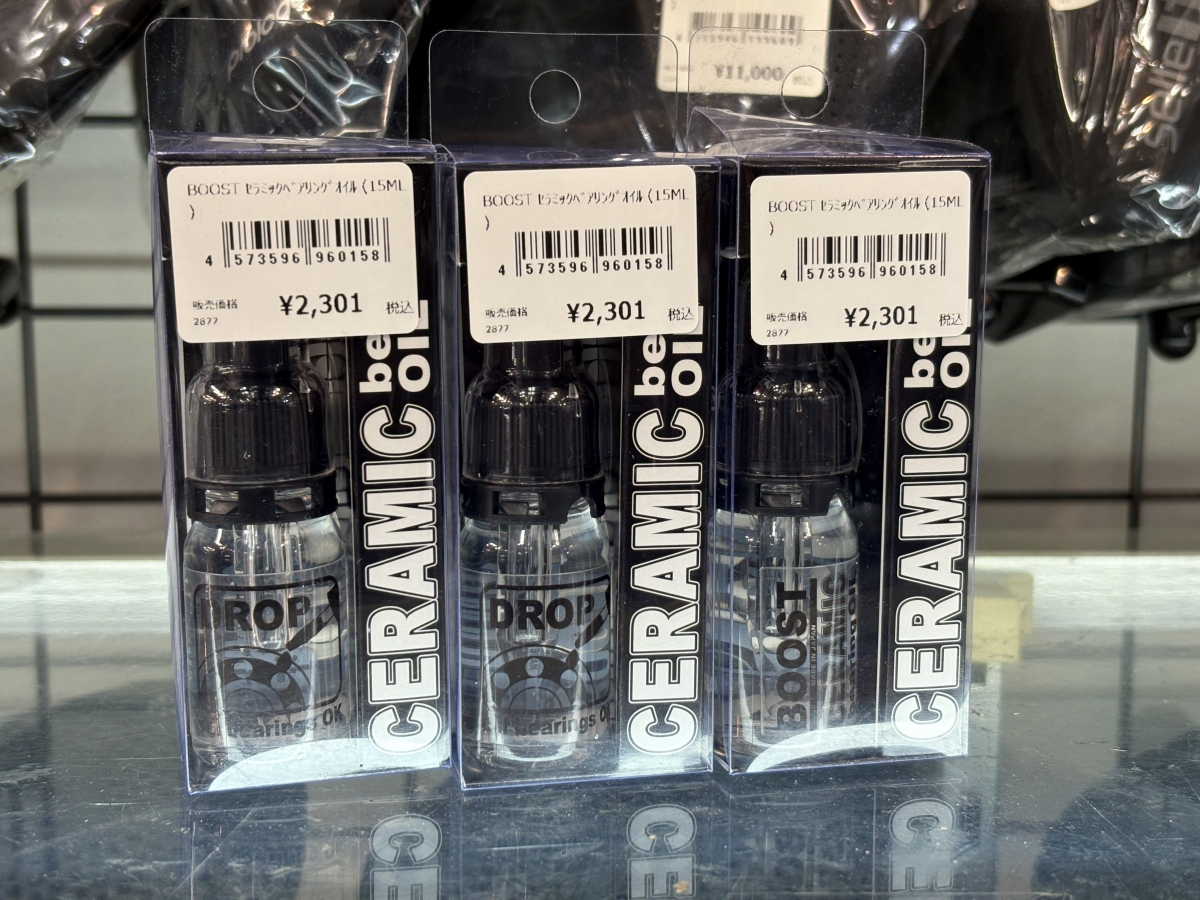 ¥11,000
BOOST ｾﾗﾐｯｸﾍﾞｱﾘﾝｸﾞｵｲﾙ (15ML
)
4 573596 960158
販売価格 ¥2,301 税込
2877
BOOST ｾﾗﾐｯｸﾍﾞｱﾘﾝｸﾞｵｲﾙ (15ML
)
4 573596 960158
販売価格 ¥2,301 税込
2877
BOOST ｾﾗﾐｯｸﾍﾞｱﾘﾝｸﾞｵｲﾙ (15ML
)
4 573596 960158
販売価格 ¥2,301 税込
2877
CERAMIC be
OIL
CERAMIC be
OIL
CERAMIC be
OIL
DROP
bearings OK
DROP
bearings
BOOST
selle